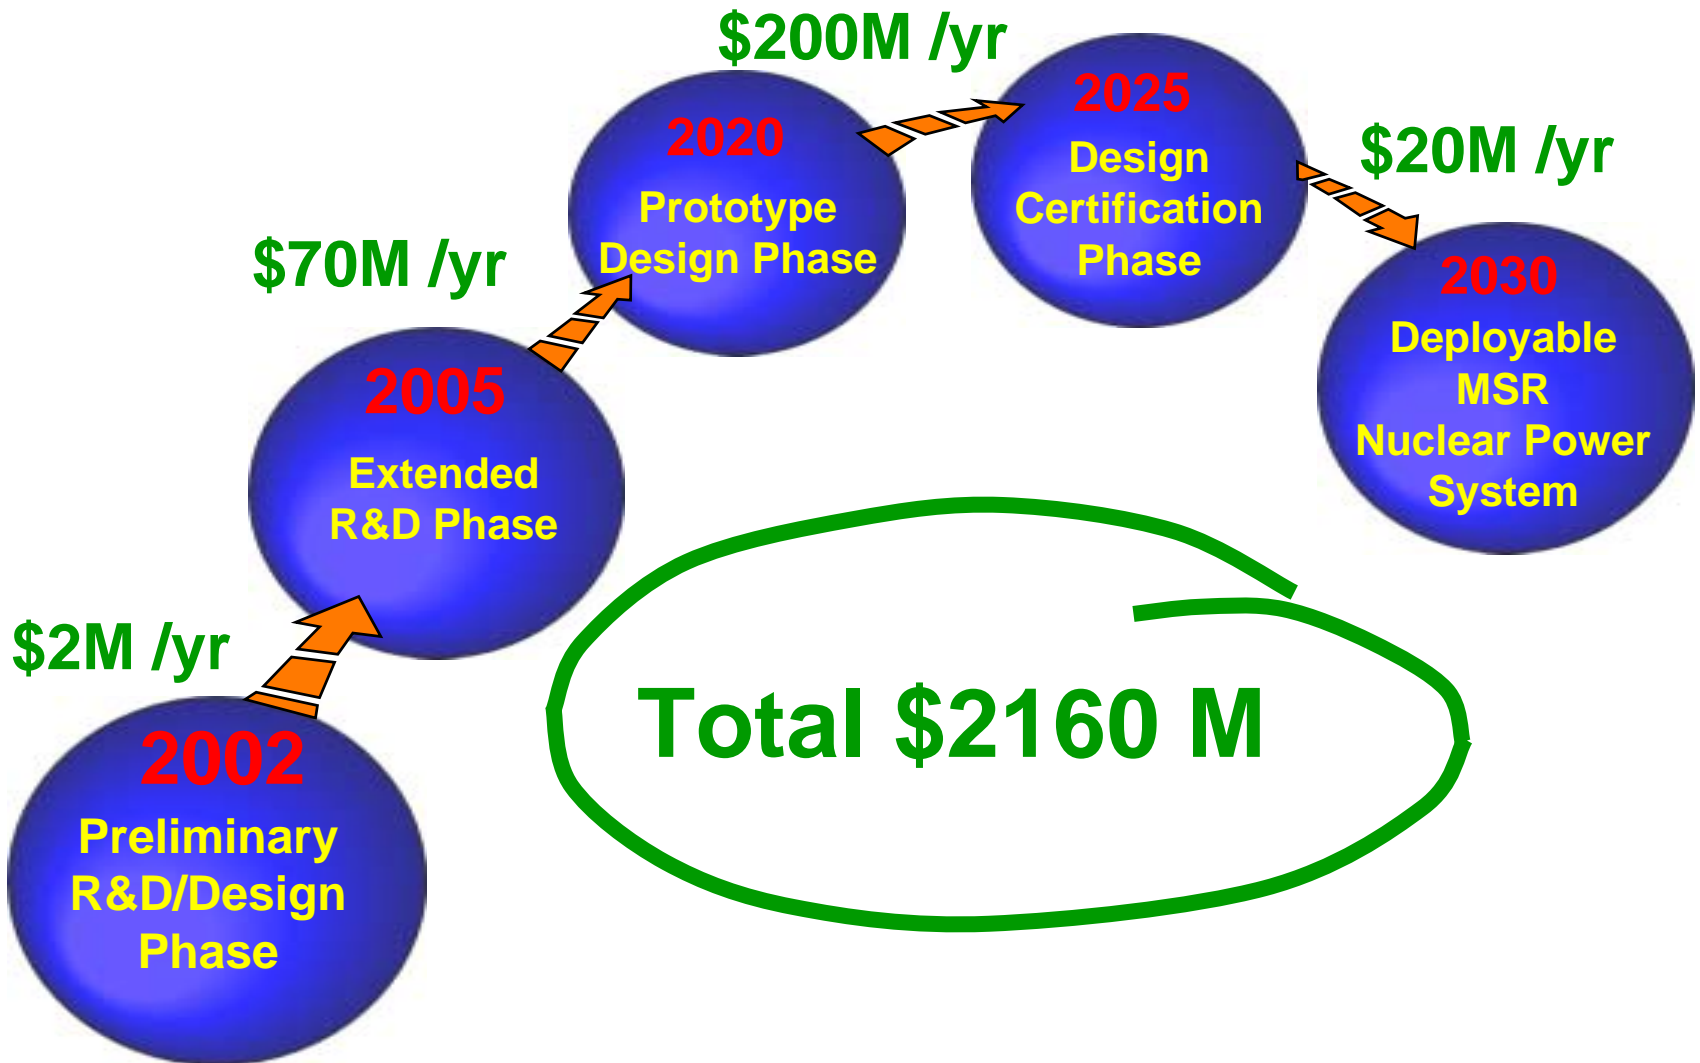 $200M /yr
2025
Design
Certification
Phase
2020
Prototype
Design Phase
$20M /yr
$70M /yr
2030
Deployable
MSR
Nuclear Power
System
2005
Extended
R&D Phase
$2M /yr
Total $2160 M
2002
Preliminary
R&D/Design
Phase